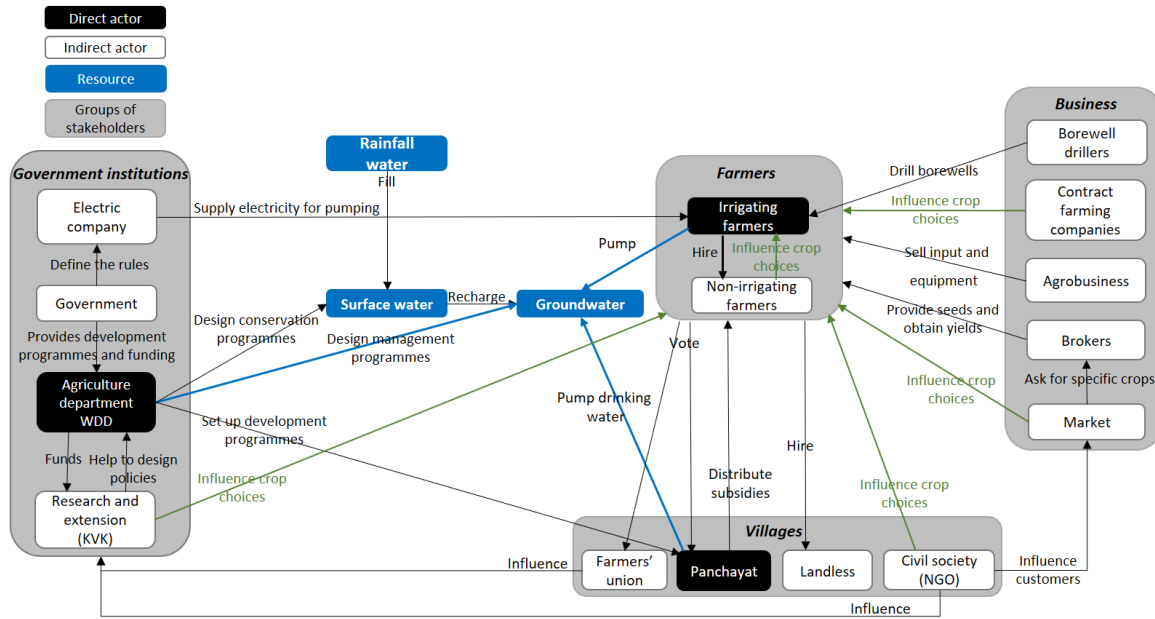 Direct actor
Indirect actor
Resource
Groups of
stakeholders
Government institutions
Electric
company
Define the rules
Government
Provides development
programmes and funding
Agriculture
department
WDD
Funds
Help to design
policies
Research and
extension
(KVK)
Rainfall
water
Fill
Supply electricity for pumping
Surface water
Recharge
Groundwater
Design conservation
programmes
Design management
programmes
Set up development
programmes
Influence crop
choices
Pump
Pump drinking
water
Farmers
Irrigating
farmers
Hire
Influence crop
choices
Non-irrigating
farmers
Vote
Distribute
subsidies
Hire
Business
Borewell
drillers
Drill borewells
Contract
farming
companies
Influence crop
choices
Agrobusiness
Sell input and
equipment
Brokers
Provide seeds and
obtain yields
Ask for specific crops
Market
Influence crop
choices
Influence crop
choices
Villages
Farmers'
union
Panchayat
Landless
Civil society
(NGO)
Influence
Influence
customers
Influence